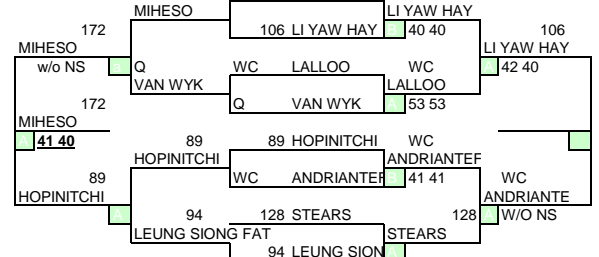 MIHESO LI YAW HAY
172 106 LI YAW HAY B 40 40 106
MIHESO LI YAW HAY
w/o NS a Q WC LALLOO WC A 42 40
VAN WYK LALLOO
172 Q VAN WYK A 53 53
MIHESO
A 41 40 89 89 HOPINITCHI WC
HOPINITCHI ANDRIANTEF
89 WC ANDRIANTEF B 41 41 WC
HOPINITCHI ANDRIANTE
A 94 128 STEARS 128 A W/O NS
LEUNG SIONG FAT STEARS
94 LEUNG SION A